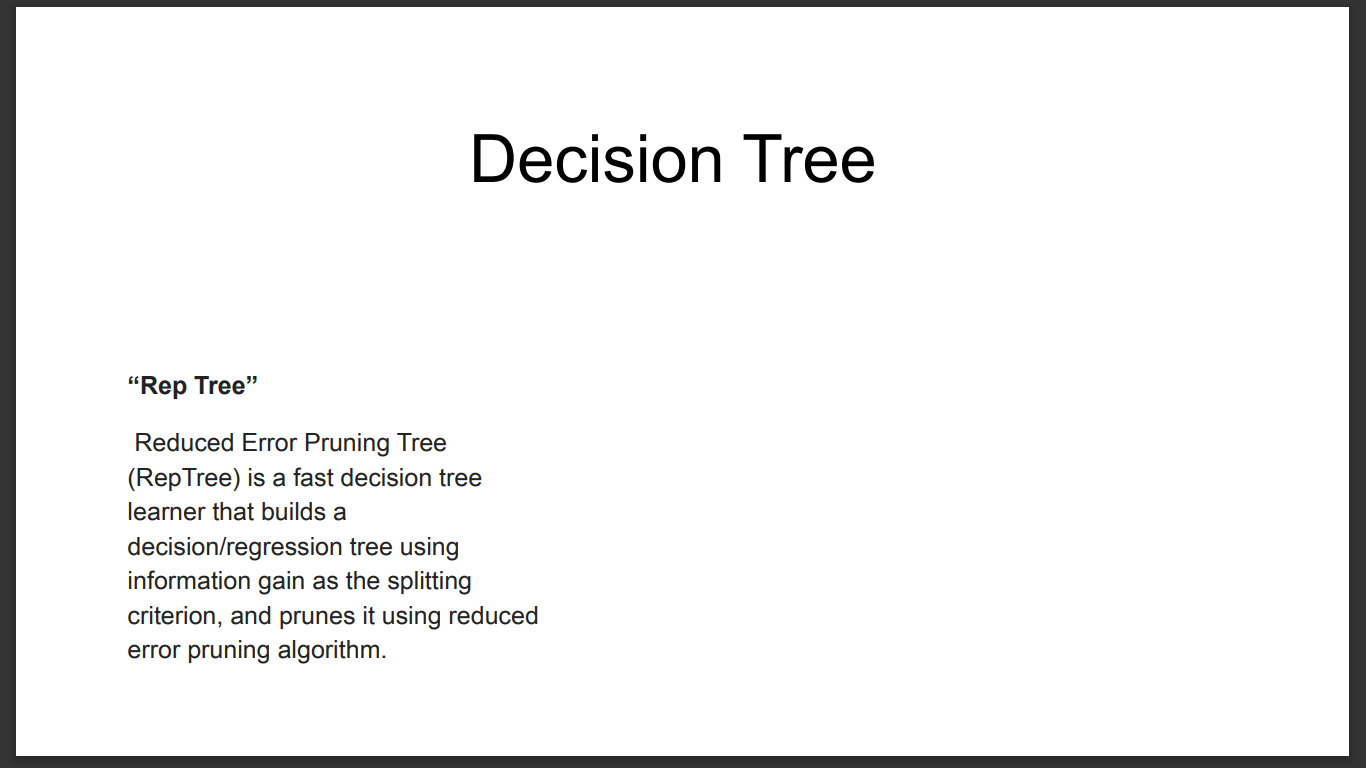 Decision Tree
“Rep Tree”
Reduced Error Pruning Tree
(RepTree) is a fast decision tree
learner that builds a
decision/regression tree using
information gain as the splitting
criterion, and prunes it using reduced
error pruning algorithm.